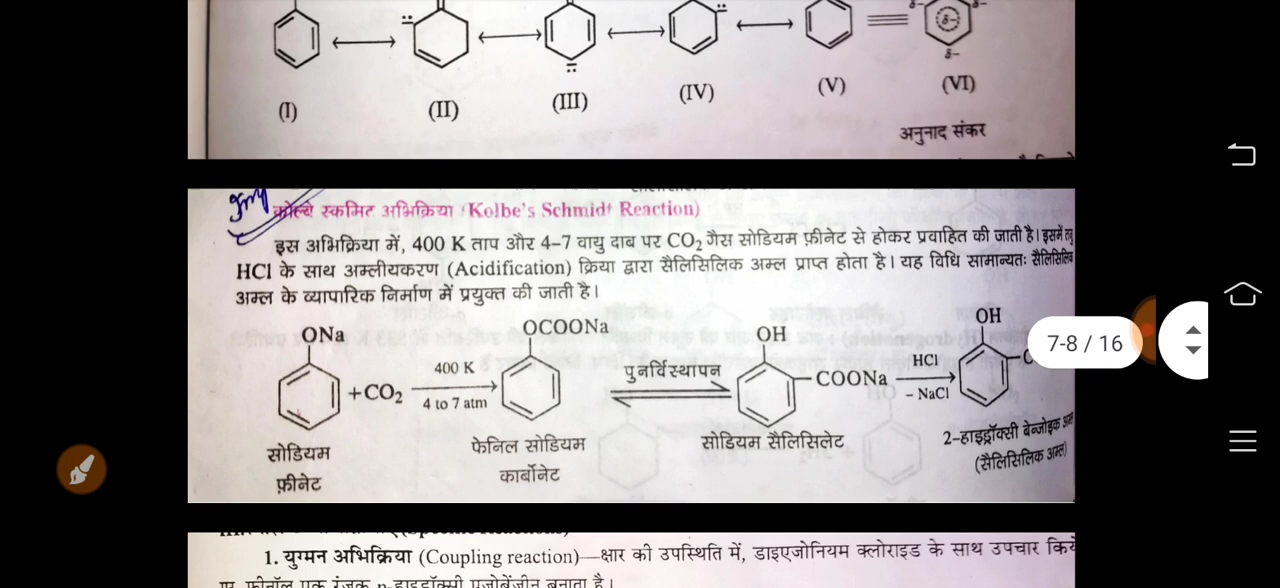 (I)
(II)
(III)
(IV)
(V)
(VI)
अनुनाद संकर
Imp
कोल्बे स्कमिट अभिक्रिया (Kolbe's Schmidt Reaction)
इस अभिक्रिया में, 400 K ताप और 4–7 वायु दाब पर CO₂ गैस सोडियम फ़ीनेट से होकर प्रवाहित की जाती है। इसमें
HCl के साथ अम्लीयकरण (Acidification) क्रिया द्वारा सैलिसिलिक अम्ल प्राप्त होता है। यह विधि सामान्यतः सैलिसिलिक
अम्ल के व्यापारिक निर्माण में प्रयुक्त की जाती है।
ONa +CO₂ 400 K 4 to 7 atm OCOONa पुनर्विस्थापन OH COONa HCl – NaCl OH
सोडियम फ़ीनेट
फेनिल सोडियम कार्बोनेट
सोडियम सैलिसिलेट
2-हाइड्रॉक्सी बेन्जोइक अम्ल
(सैलिसिलिक अम्ल)
7-8 / 16
1. युग्मन अभिक्रिया (Coupling reaction)—क्षार की उपस्थिति में, डाइएजोनियम क्लोराइड के साथ उपचार किये